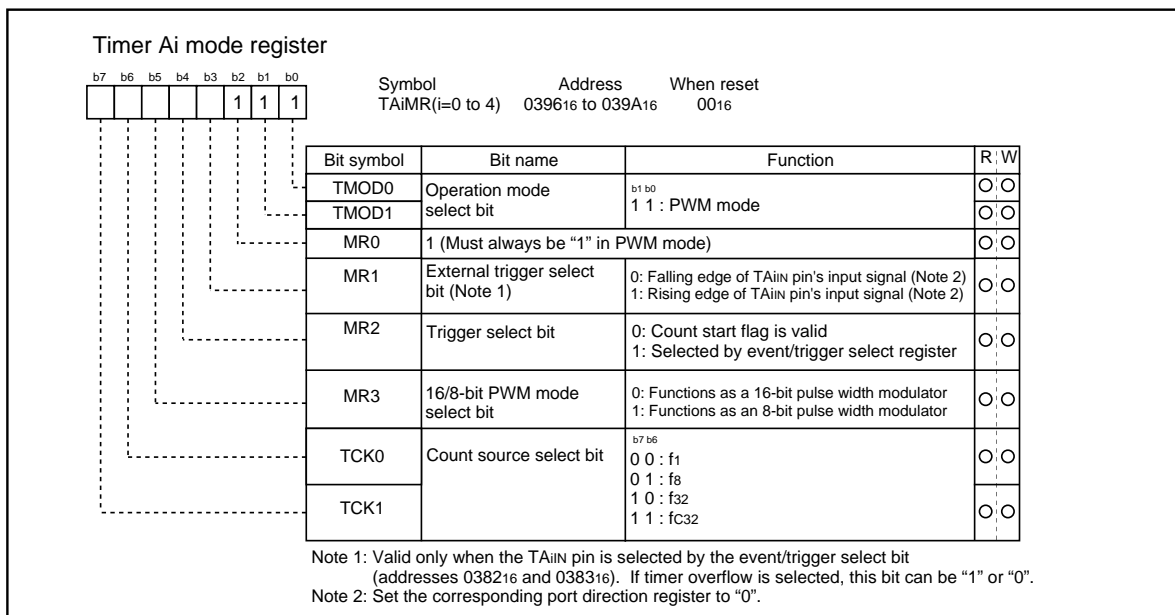 Timer Ai mode register
b7 b6 b5 b4 b3 b2 b1 b0
1 1 1
Symbol Address When reset
TAiMR(i=0 to 4) 039616 to 039A16 0016
Bit symbol Bit name Function R W
TMOD0 Operation mode select bit
b1 b0
1 1 : PWM mode
TMOD1
MR0 1 (Must always be “1” in PWM mode)
MR1 External trigger select bit (Note 1)
0: Falling edge of TAiIN pin's input signal (Note 2)
1: Rising edge of TAiIN pin's input signal (Note 2)
MR2 Trigger select bit
0: Count start flag is valid
1: Selected by event/trigger select register
MR3 16/8-bit PWM mode select bit
0: Functions as a 16-bit pulse width modulator
1: Functions as an 8-bit pulse width modulator
TCK0 Count source select bit
b7 b6
0 0 : f1
0 1 : f8
1 0 : f32
1 1 : fC32
TCK1
Note 1: Valid only when the TAiIN pin is selected by the event/trigger select bit
(addresses 038216 and 038316). If timer overflow is selected, this bit can be “1” or “0”.
Note 2: Set the corresponding port direction register to “0”.